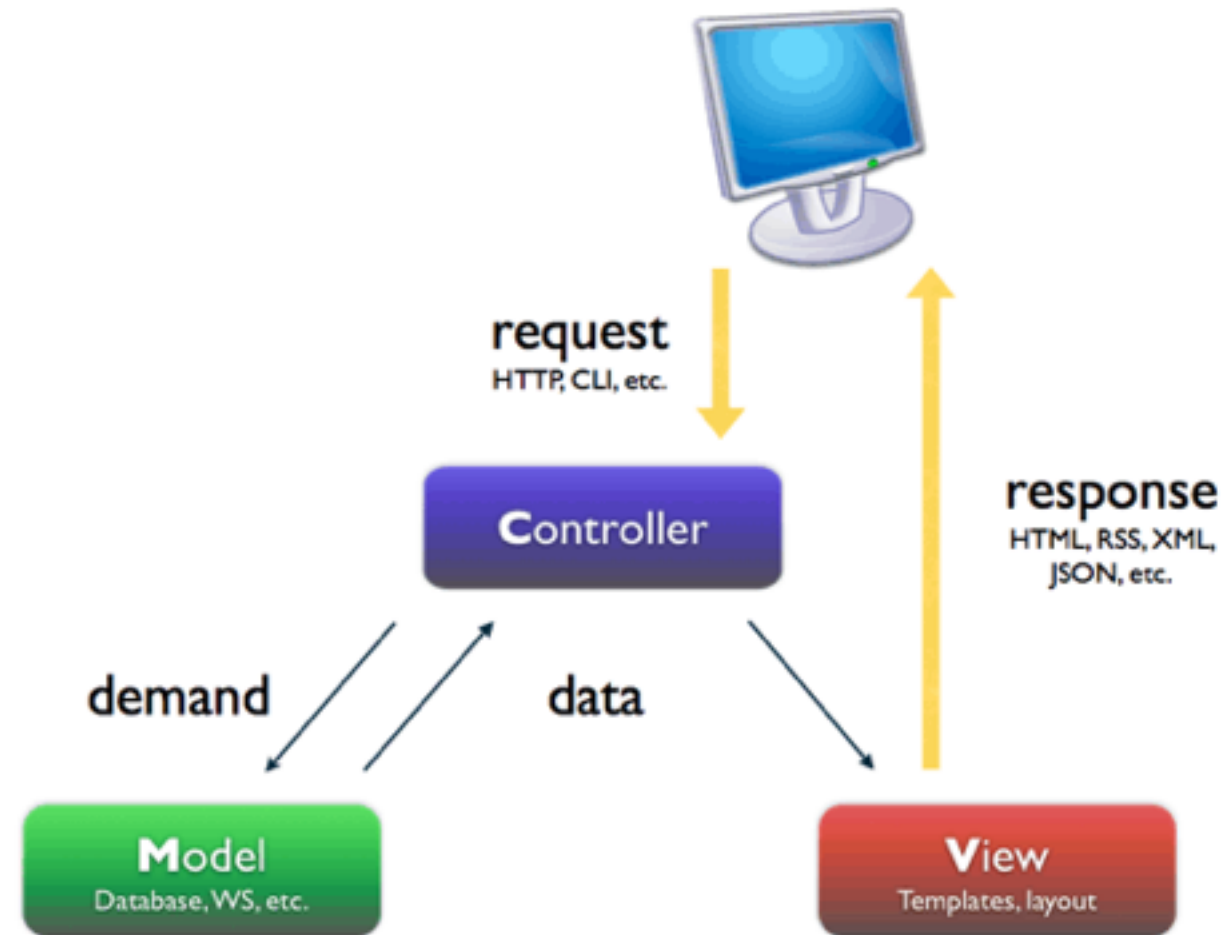 request
HTTP, CLI, etc.
Controller
response
HTML, RSS, XML,
JSON, etc.
demand
data
Model
Database, WS, etc.
View
Templates, layout